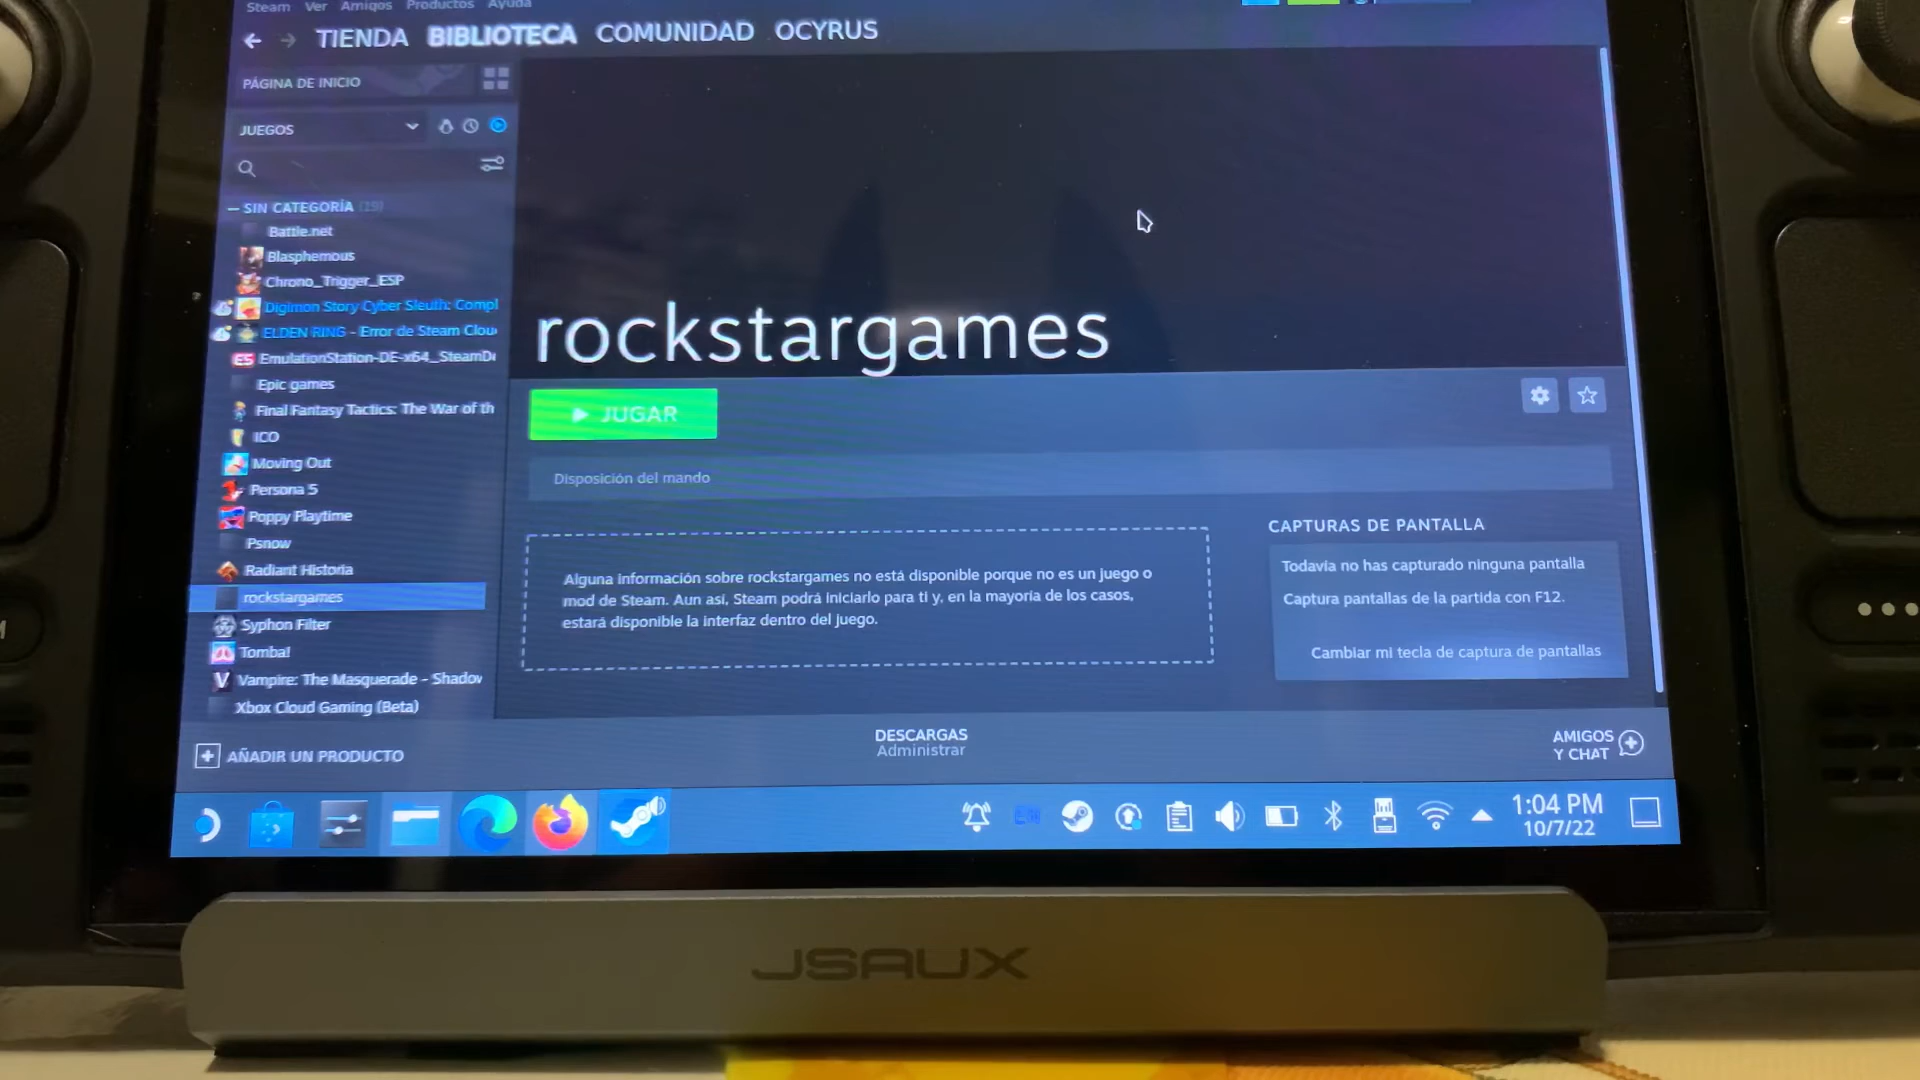 Steam Ver Amigos Productos Ayuda
TIENDA BIBLIOTECA COMUNIDAD OCYRUS
PÁGINA DE INICIO
JUEGOS
SIN CATEGORÍA (19)
Battle.net
Blasphemous
Chrono_Trigger_ESP
Digimon Story Cyber Sleuth: Compl
ELDEN RING - Error de Steam Clou
ES EmulationStation-DE-x64_SteamDe
Epic games
Final Fantasy Tactics: The War of th
ICO
Moving Out
Persona 5
Poppy Playtime
Psnow
Radiant Historia
rockstargames
Syphon Filter
Tomba!
Vampire: The Masquerade - Shadow
Xbox Cloud Gaming (Beta)
AÑADIR UN PRODUCTO
rockstargames
JUGAR
Disposición del mando
Alguna información sobre rockstargames no está disponible porque no es un juego o
mod de Steam. Aun así, Steam podrá iniciarlo para ti y, en la mayoría de los casos,
estará disponible la interfaz dentro del juego.
CAPTURAS DE PANTALLA
Todavía no has capturado ninguna pantalla
Captura pantallas de la partida con F12.
Cambiar mi tecla de captura de pantallas
DESCARGAS
Administrar
AMIGOS
Y CHAT
EN
1:04 PM
10/7/22
JSAUX